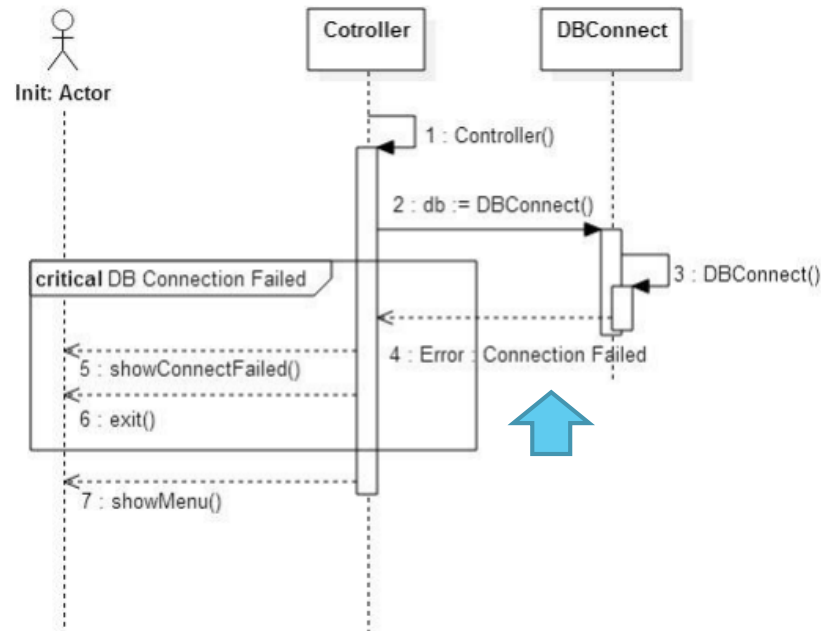 Cotroller
DBConnect
Init: Actor
1 : Controller()
2 : db := DBConnect()
critical DB Connection Failed
3 : DBConnect()
4 : Error : Connection Failed
5 : showConnectFailed()
6 : exit()
7 : showMenu()